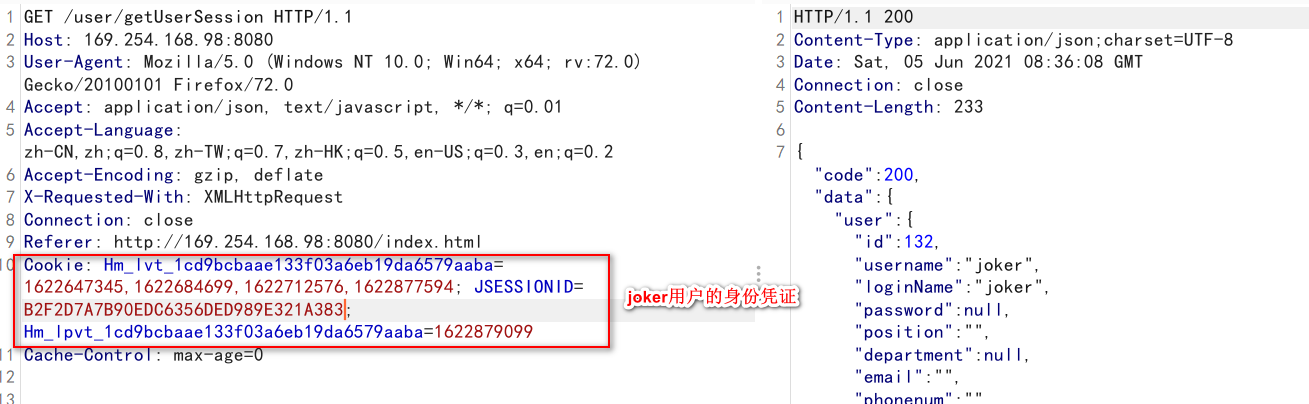 1 GET /user/getUserSession HTTP/1.1
2 Host: 169.254.168.98:8080
3 User-Agent: Mozilla/5.0 (Windows NT 10.0; Win64; x64; rv:72.0)
Gecko/20100101 Firefox/72.0
4 Accept: application/json, text/javascript, */*; q=0.01
5 Accept-Language:
zh-CN,zh;q=0.8,zh-TW;q=0.7,zh-HK;q=0.5,en-US;q=0.3,en;q=0.2
6 Accept-Encoding: gzip, deflate
7 X-Requested-With: XMLHttpRequest
8 Connection: close
9 Referer: http://169.254.168.98:8080/index.html
10 Cookie: Hm_lvt_1cd9bcbaae133f03a6eb19da6579aaba=
1622647345,1622684699,1622712576,1622877594; JSESSIONID=
B2F2D7A7B90EDC6356DED989E321A383;
Hm_lpvt_1cd9bcbaae133f03a6eb19da6579aaba=1622879099
11 Cache-Control: max-age=0
12
13
joker用户的身份凭证
1 HTTP/1.1 200
2 Content-Type: application/json;charset=UTF-8
3 Date: Sat, 05 Jun 2021 08:36:08 GMT
4 Connection: close
5 Content-Length: 233
6
7 {
"code":200,
"data":{
"user":{
"id":132,
"username":"joker",
"loginName":"joker",
"password":null,
"position":"",
"department":null,
"email":"",
"phonenum":""